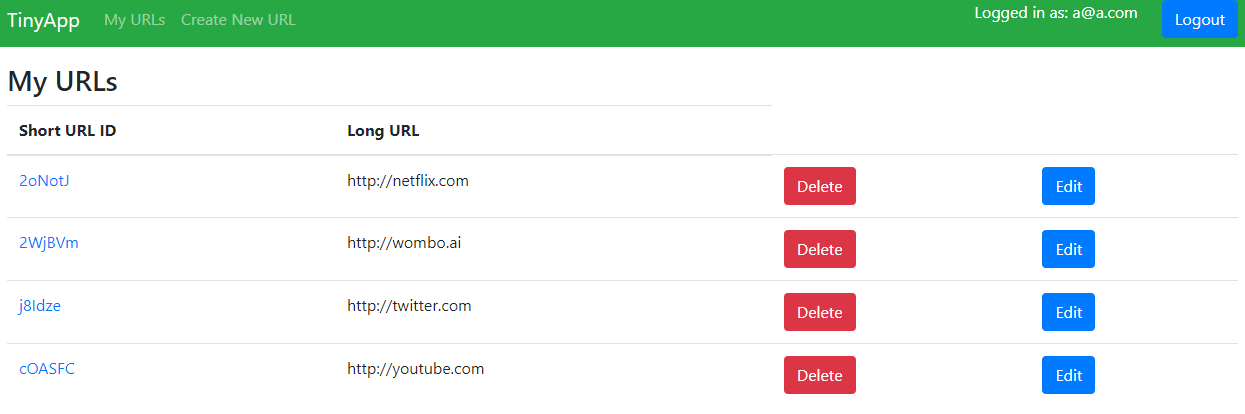 TinyApp My URLs Create New URL Logged in as: a@a.com Logout
My URLs
Short URL ID Long URL
2oNotJ http://netflix.com Delete Edit
2WjBVm http://wombo.ai Delete Edit
j8Idze http://twitter.com Delete Edit
cOASFC http://youtube.com Delete Edit